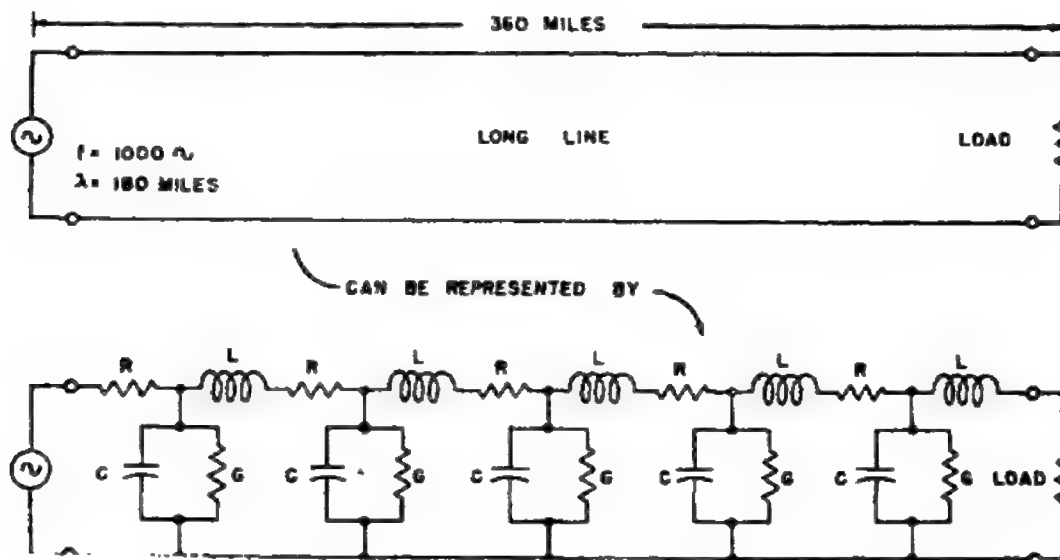 360 MILES
LONG LINE
LOAD
f= 1000 ~
λ= 180 MILES
CAN BE REPRESENTED BY
R L R L R L R L R L
C G C G C G C G C G LOAD